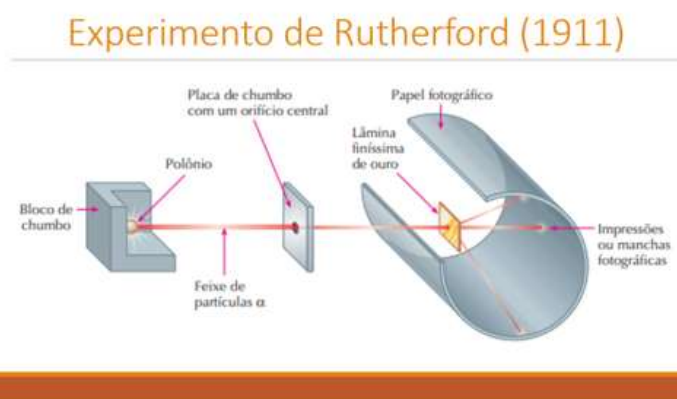 Experimento de Rutherford (1911)
Placa de chumbo
com um orifício central
Papel fotográfico
Lâmina
finíssima
de ouro
Polônio
Bloco de
chumbo
Impressões
ou manchas
fotográficas
Feixe de
partículas α